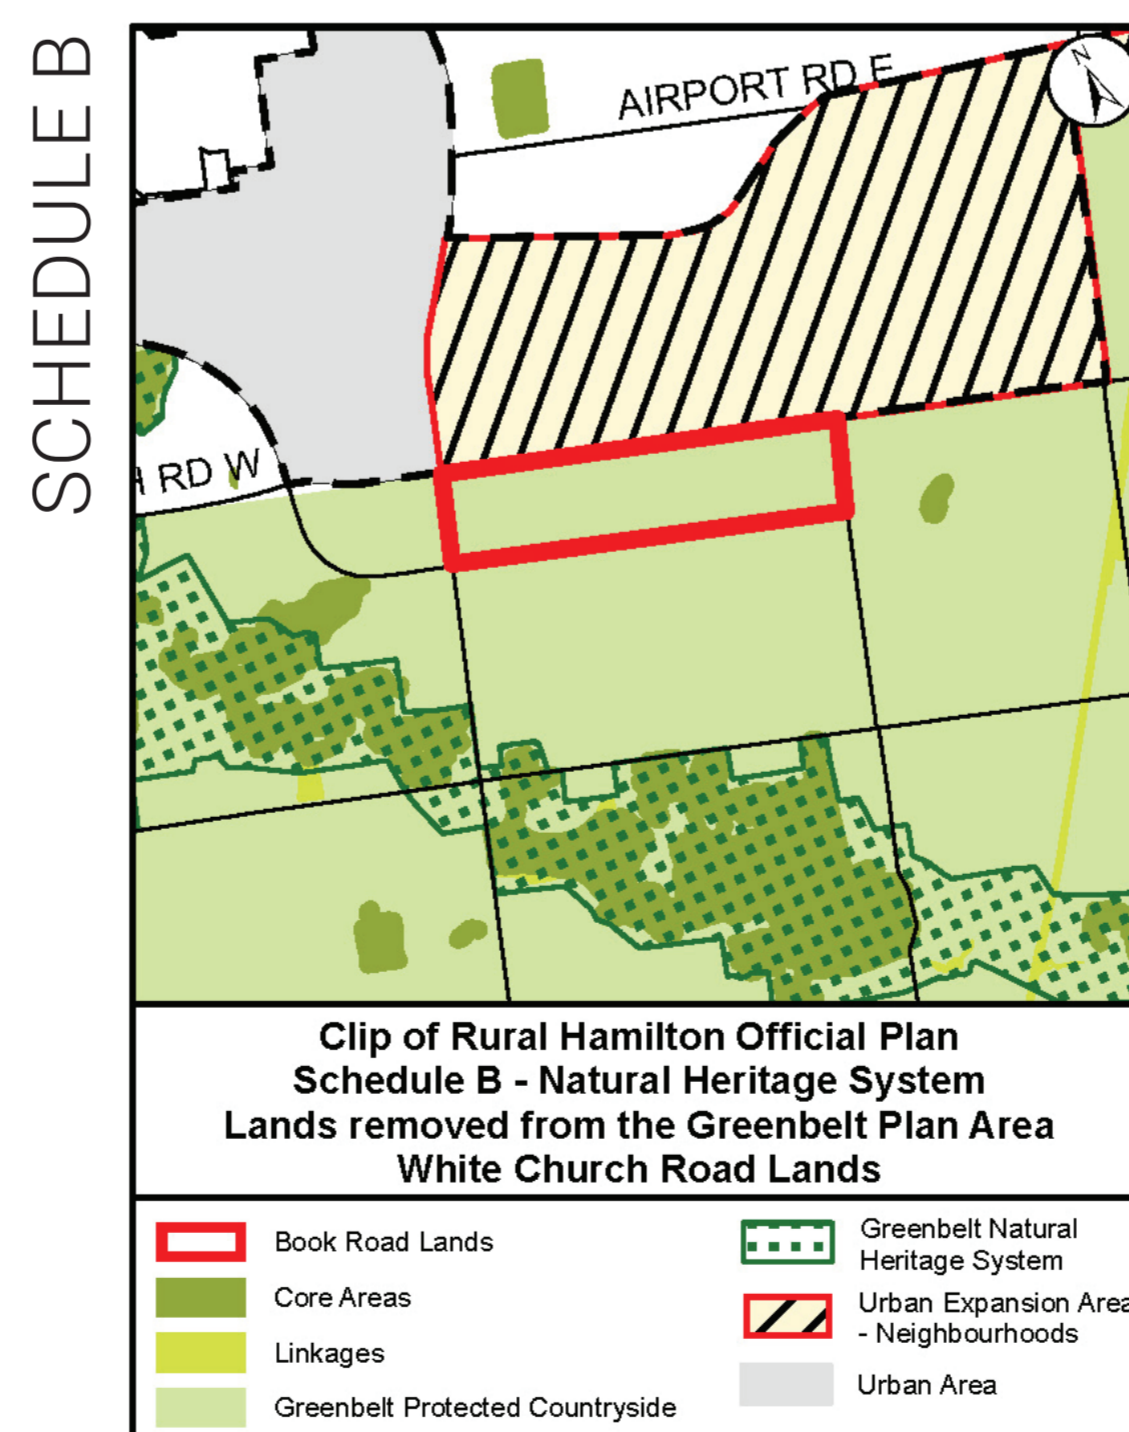 SCHEDULE B
AIRPORT RD E
N
RD W
Clip of Rural Hamilton Official Plan
Schedule B - Natural Heritage System
Lands removed from the Greenbelt Plan Area
White Church Road Lands
Book Road Lands
Core Areas
Linkages
Greenbelt Protected Countryside
Greenbelt Natural
Heritage System
Urban Expansion Area
- Neighbourhoods
Urban Area